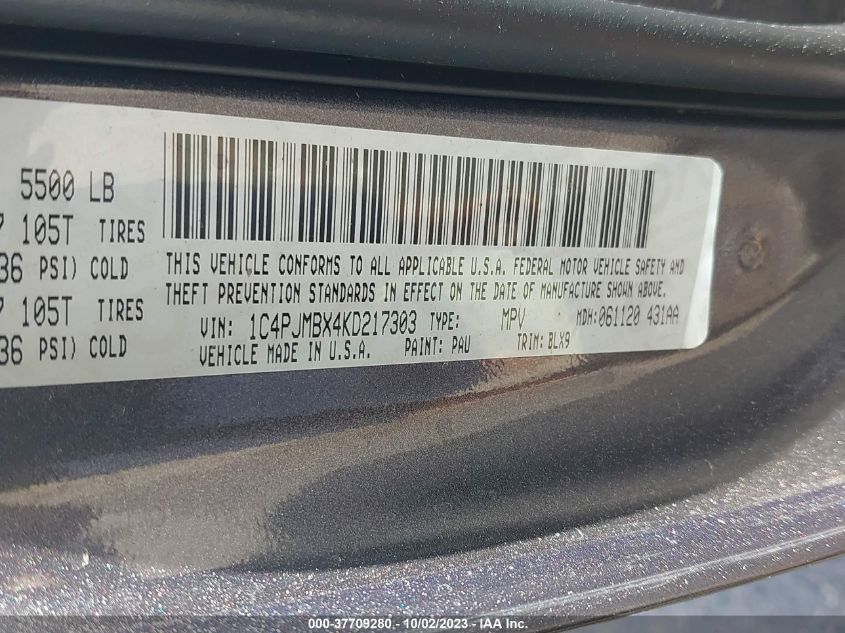 5500 LB
105T TIRES
36 PSI) COLD
105T TIRES
36 PSI) COLD
THIS VEHICLE CONFORMS TO ALL APPLICABLE U.S.A. FEDERAL MOTOR VEHICLE SAFETY AND
THEFT PREVENTION STANDARDS IN EFFECT ON THE DATE OF MANUFACTURE SHOWN ABOVE.
VIN: 1C4PJMBX4KD217303 TYPE: MPV MDH: 061120 431AA
VEHICLE MADE IN U.S.A. PAINT: PAU TRIM: BLX9
000-37709280 - 10/02/2023 - IAA Inc.